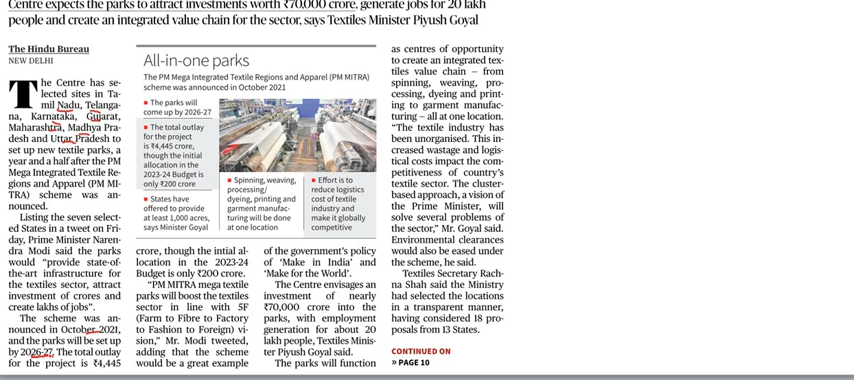 Centre expects the parks to attract investments worth ₹70,000 crore, generate jobs for 20 lakh
people and create an integrated value chain for the sector, says Textiles Minister Piyush Goyal
The Hindu Bureau
NEW DELHI
The Centre has se-
lected sites in Ta-
mil Nadu, Telanga-
na, Karnataka, Gujarat,
Maharashtra, Madhya Pra-
desh and Uttar Pradesh to
set up new textile parks, a
year and a half after the PM
Mega Integrated Textile Re-
gions and Apparel (PM MI-
TRA) scheme was an-
nounced.
Listing the seven select-
ed States in a tweet on Fri-
day, Prime Minister Naren-
dra Modi said the parks
would “provide state-of-
the-art infrastructure for
the textiles sector, attract
investment of crores and
create lakhs of jobs”.
The scheme was an-
nounced in October 2021,
and the parks will be set up
by 2026-27. The total outlay
for the project is ₹4,445
All-in-one parks
The PM Mega Integrated Textile Regions and Apparel (PM MITRA)
scheme was announced in October 2021
■ The parks will
come up by 2026-27
■ The total outlay
for the project
is ₹4,445 crore,
though the initial
allocation in the
2023-24 Budget is
only ₹200 crore
■ States have
offered to provide
at least 1,000 acres,
says Minister Goyal
■ Spinning, weaving,
processing/
dyeing, printing and
garment manufac-
turing will be done
at one location
■ Effort is to
reduce logistics
cost of textile
industry and
make it globally
competitive
crore, though the intial al-
location in the 2023-24
Budget is only ₹200 crore.
“PM MITRA mega textile
parks will boost the textiles
sector in line with 5F
(Farm to Fibre to Factory
to Fashion to Foreign) vi-
sion,” Mr. Modi tweeted,
adding that the scheme
would be a great example
of the government’s policy
of ‘Make in India’ and
‘Make for the World’.
The Centre envisages an
investment of nearly
₹70,000 crore into the
parks, with employment
generation for about 20
lakh people, Textiles Minis-
ter Piyush Goyal said.
The parks will function
as centres of opportunity
to create an integrated tex-
tiles value chain – from
spinning, weaving, pro-
cessing, dyeing and print-
ing to garment manufac-
turing – all at one location.
“The textile industry has
been unorganised. This in-
creased wastage and logis-
tical costs impact the com-
petitiveness of country’s
textile sector. The cluster-
based approach, a vision of
the Prime Minister, will
solve several problems of
the sector,” Mr. Goyal said.
Environmental clearances
would also be eased under
the scheme, he said.
Textiles Secretary Rach-
na Shah said the Ministry
had selected the locations
in a transparent manner,
having considered 18 pro-
posals from 13 States.
CONTINUED ON
» PAGE 10